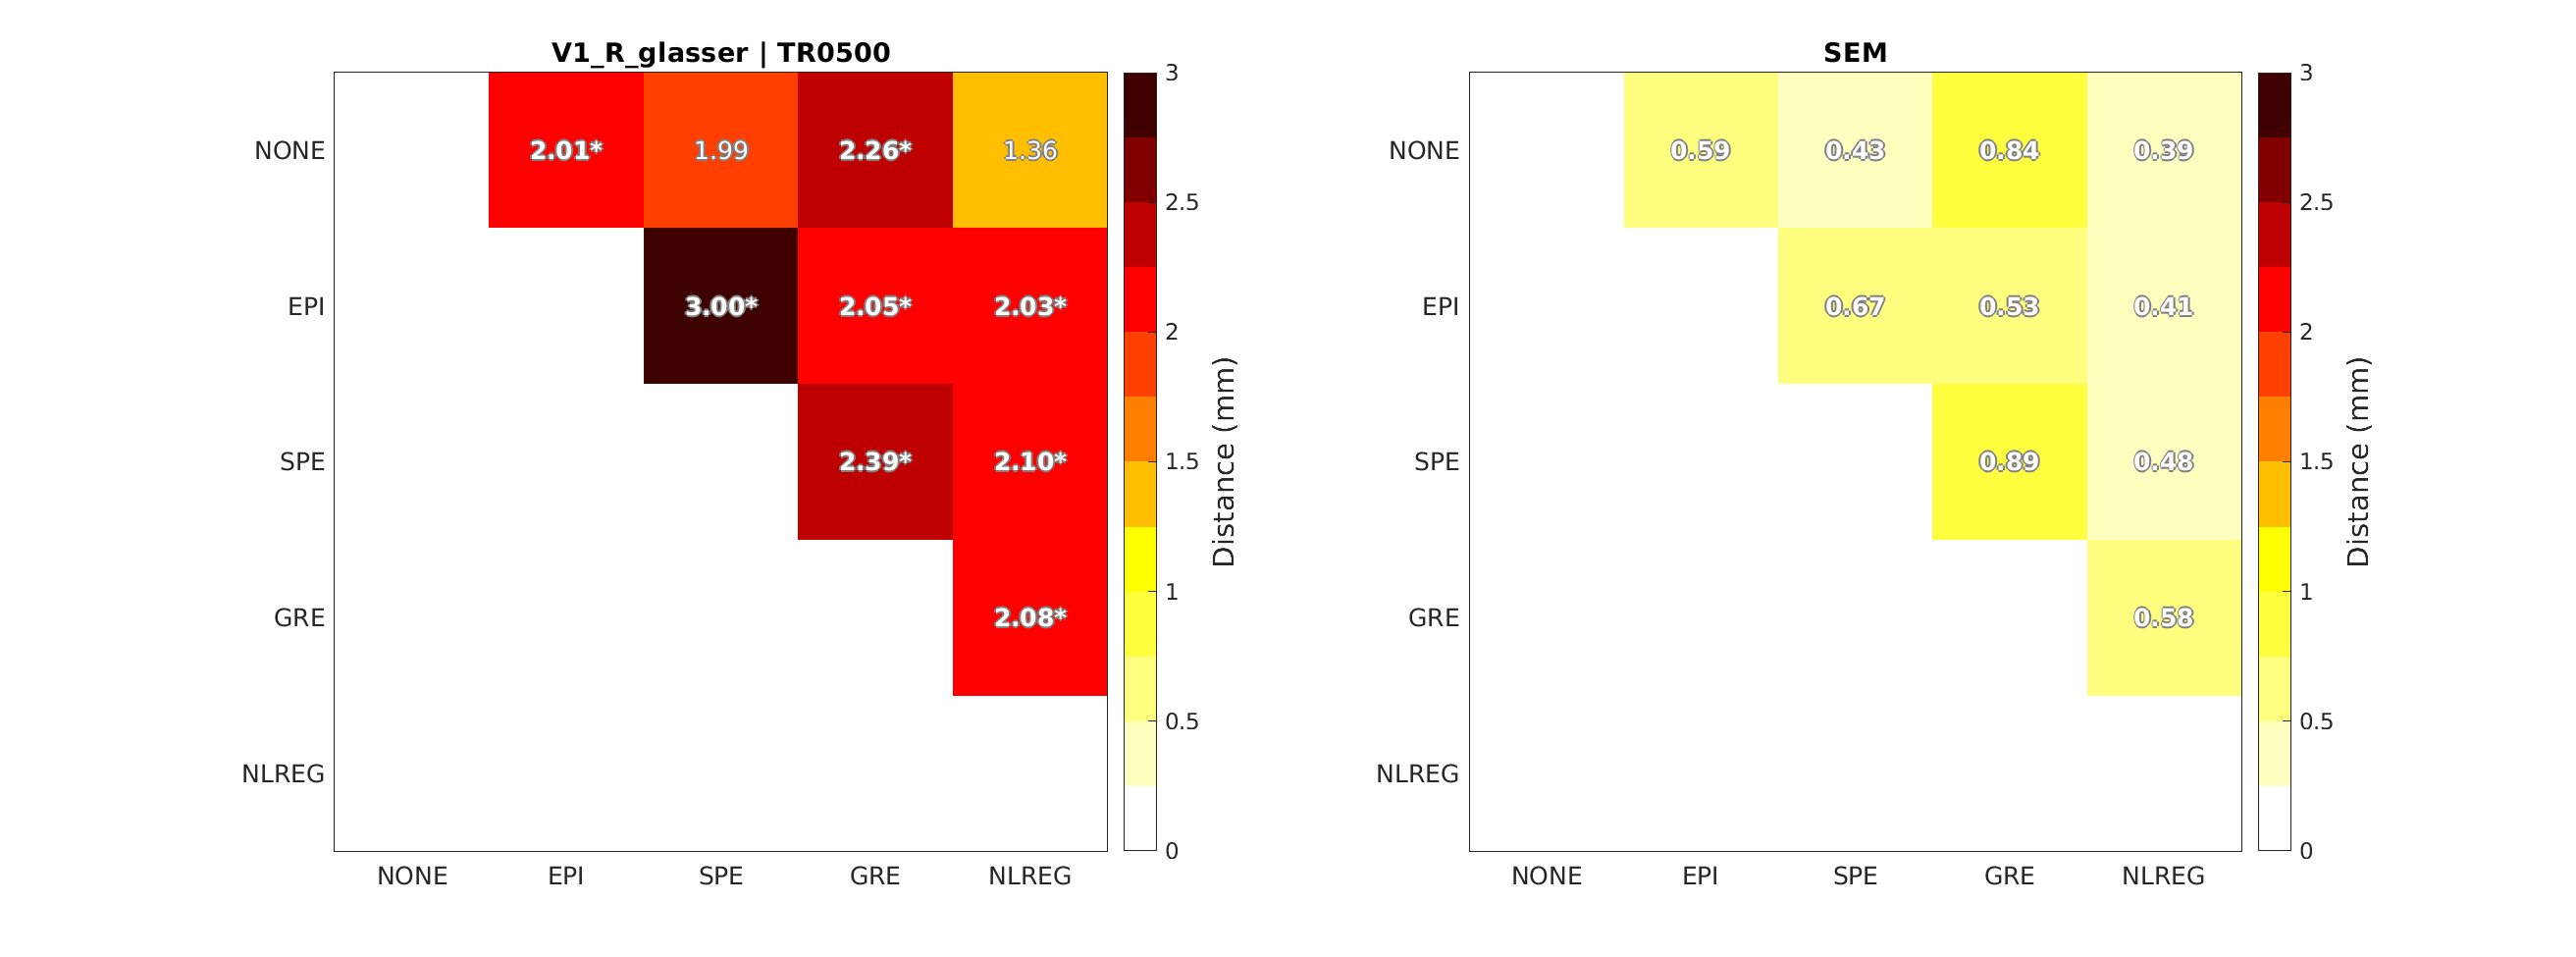 V1_R_glasser | TR0500
NONE
2.01* 1.99 2.26* 1.36
EPI
3.00* 2.05* 2.03*
SPE
2.39* 2.10*
GRE
2.08*
NLREG
NONE EPI SPE GRE NLREG
3
2.5
2
1.5
1
0.5
0
Distance (mm)
SEM
NONE
0.59 0.43 0.84 0.39
EPI
0.67 0.53 0.41
SPE
0.89 0.48
GRE
0.58
NLREG
NONE EPI SPE GRE NLREG
3
2.5
2
1.5
1
0.5
0
Distance (mm)